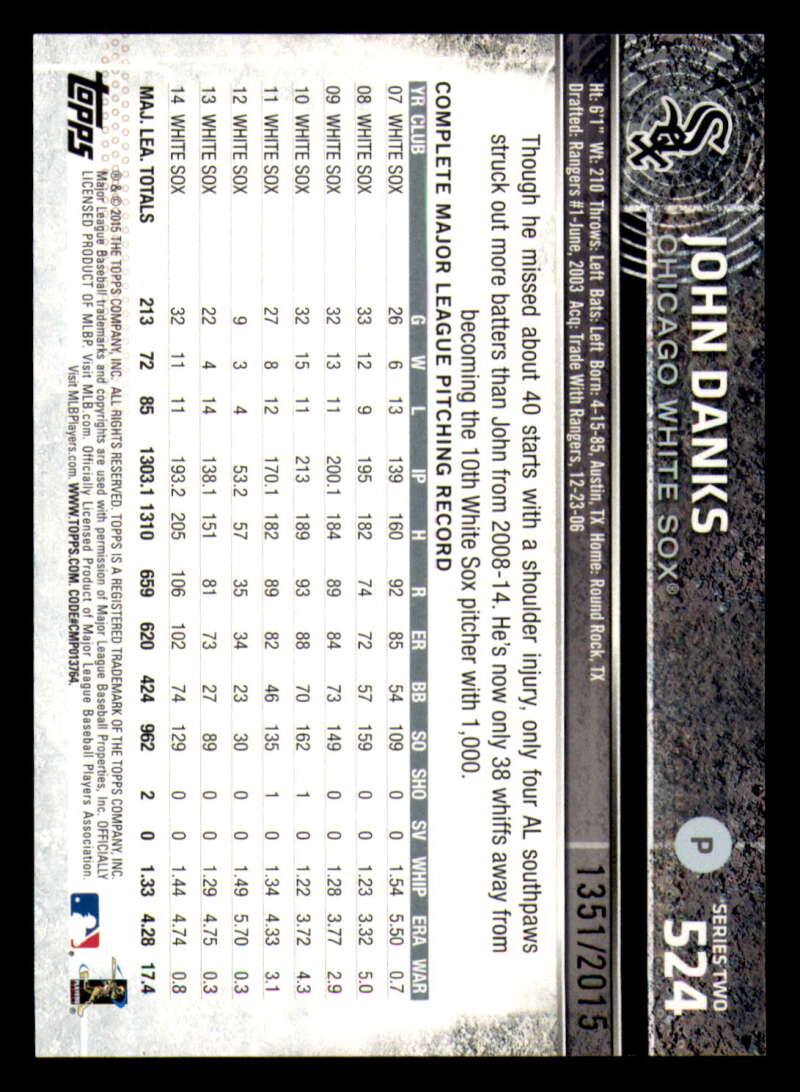 SERIES TWO
524
P
JOHN DANKS
CHICAGO WHITE SOX®
Ht: 6'1" Wt: 210 Throws: Left Bats: Left Born: 4-15-85, Austin, TX Home: Round Rock, TX
Drafted: Rangers #1-June, 2003 Acq: Trade With Rangers, 12-23-06
1351/2015
Though he missed about 40 starts with a shoulder injury, only four AL southpaws
struck out more batters than John from 2008-14. He's now only 38 whiffs away from
becoming the 10th White Sox pitcher with 1,000.
COMPLETE MAJOR LEAGUE PITCHING RECORD
YR CLUB G W L IP H R ER BB SO SHO SV WHIP ERA WAR
07 WHITE SOX 26 6 13 139 160 92 85 54 109 0 0 1.54 5.50 0.7
08 WHITE SOX 33 12 9 195 182 74 72 57 159 0 0 1.23 3.32 5.0
09 WHITE SOX 32 13 11 200.1 184 89 84 73 149 0 0 1.28 3.77 2.9
10 WHITE SOX 32 15 11 213 189 93 88 70 162 1 0 1.22 3.72 4.3
11 WHITE SOX 27 8 12 170.1 182 89 82 46 135 1 0 1.34 4.33 3.1
12 WHITE SOX 9 3 4 53.2 57 35 34 23 30 0 0 1.49 5.70 0.3
13 WHITE SOX 22 4 14 138.1 151 81 73 27 89 0 0 1.29 4.75 0.3
14 WHITE SOX 32 11 11 193.2 205 106 102 74 129 0 0 1.44 4.74 0.8
MAJ. LEA. TOTALS 213 72 85 1303.1 1310 659 620 424 962 2 0 1.33 4.28 17.4
Topps
® & © 2015 THE TOPPS COMPANY, INC. ALL RIGHTS RESERVED. TOPPS IS A REGISTERED TRADEMARK OF THE TOPPS COMPANY, INC.
Major League Baseball trademarks and copyrights are used with permission of Major League Baseball Properties, Inc. OFFICIALLY
LICENSED PRODUCT OF MLBP. Visit MLB.com. Officially Licensed Product of Major League Baseball Players Association.
Visit MLBPlayers.com. WWW.TOPPS.COM. CODE#CMP013764.